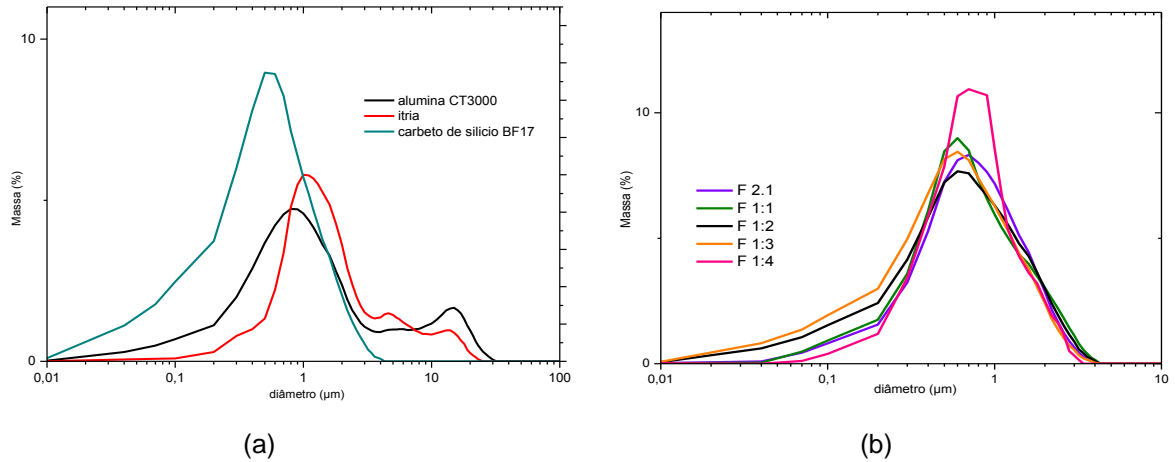 10
Massa (%)
0
0,01
0,1
1
10
100
diâmetro (µm)
alumina CT3000
itria
carbeto de silicio BF17
(a)
10
Massa (%)
5
0
0,01
0,1
1
10
diâmetro (µm)
F 2.1
F 1:1
F 1:2
F 1:3
F 1:4
(b)